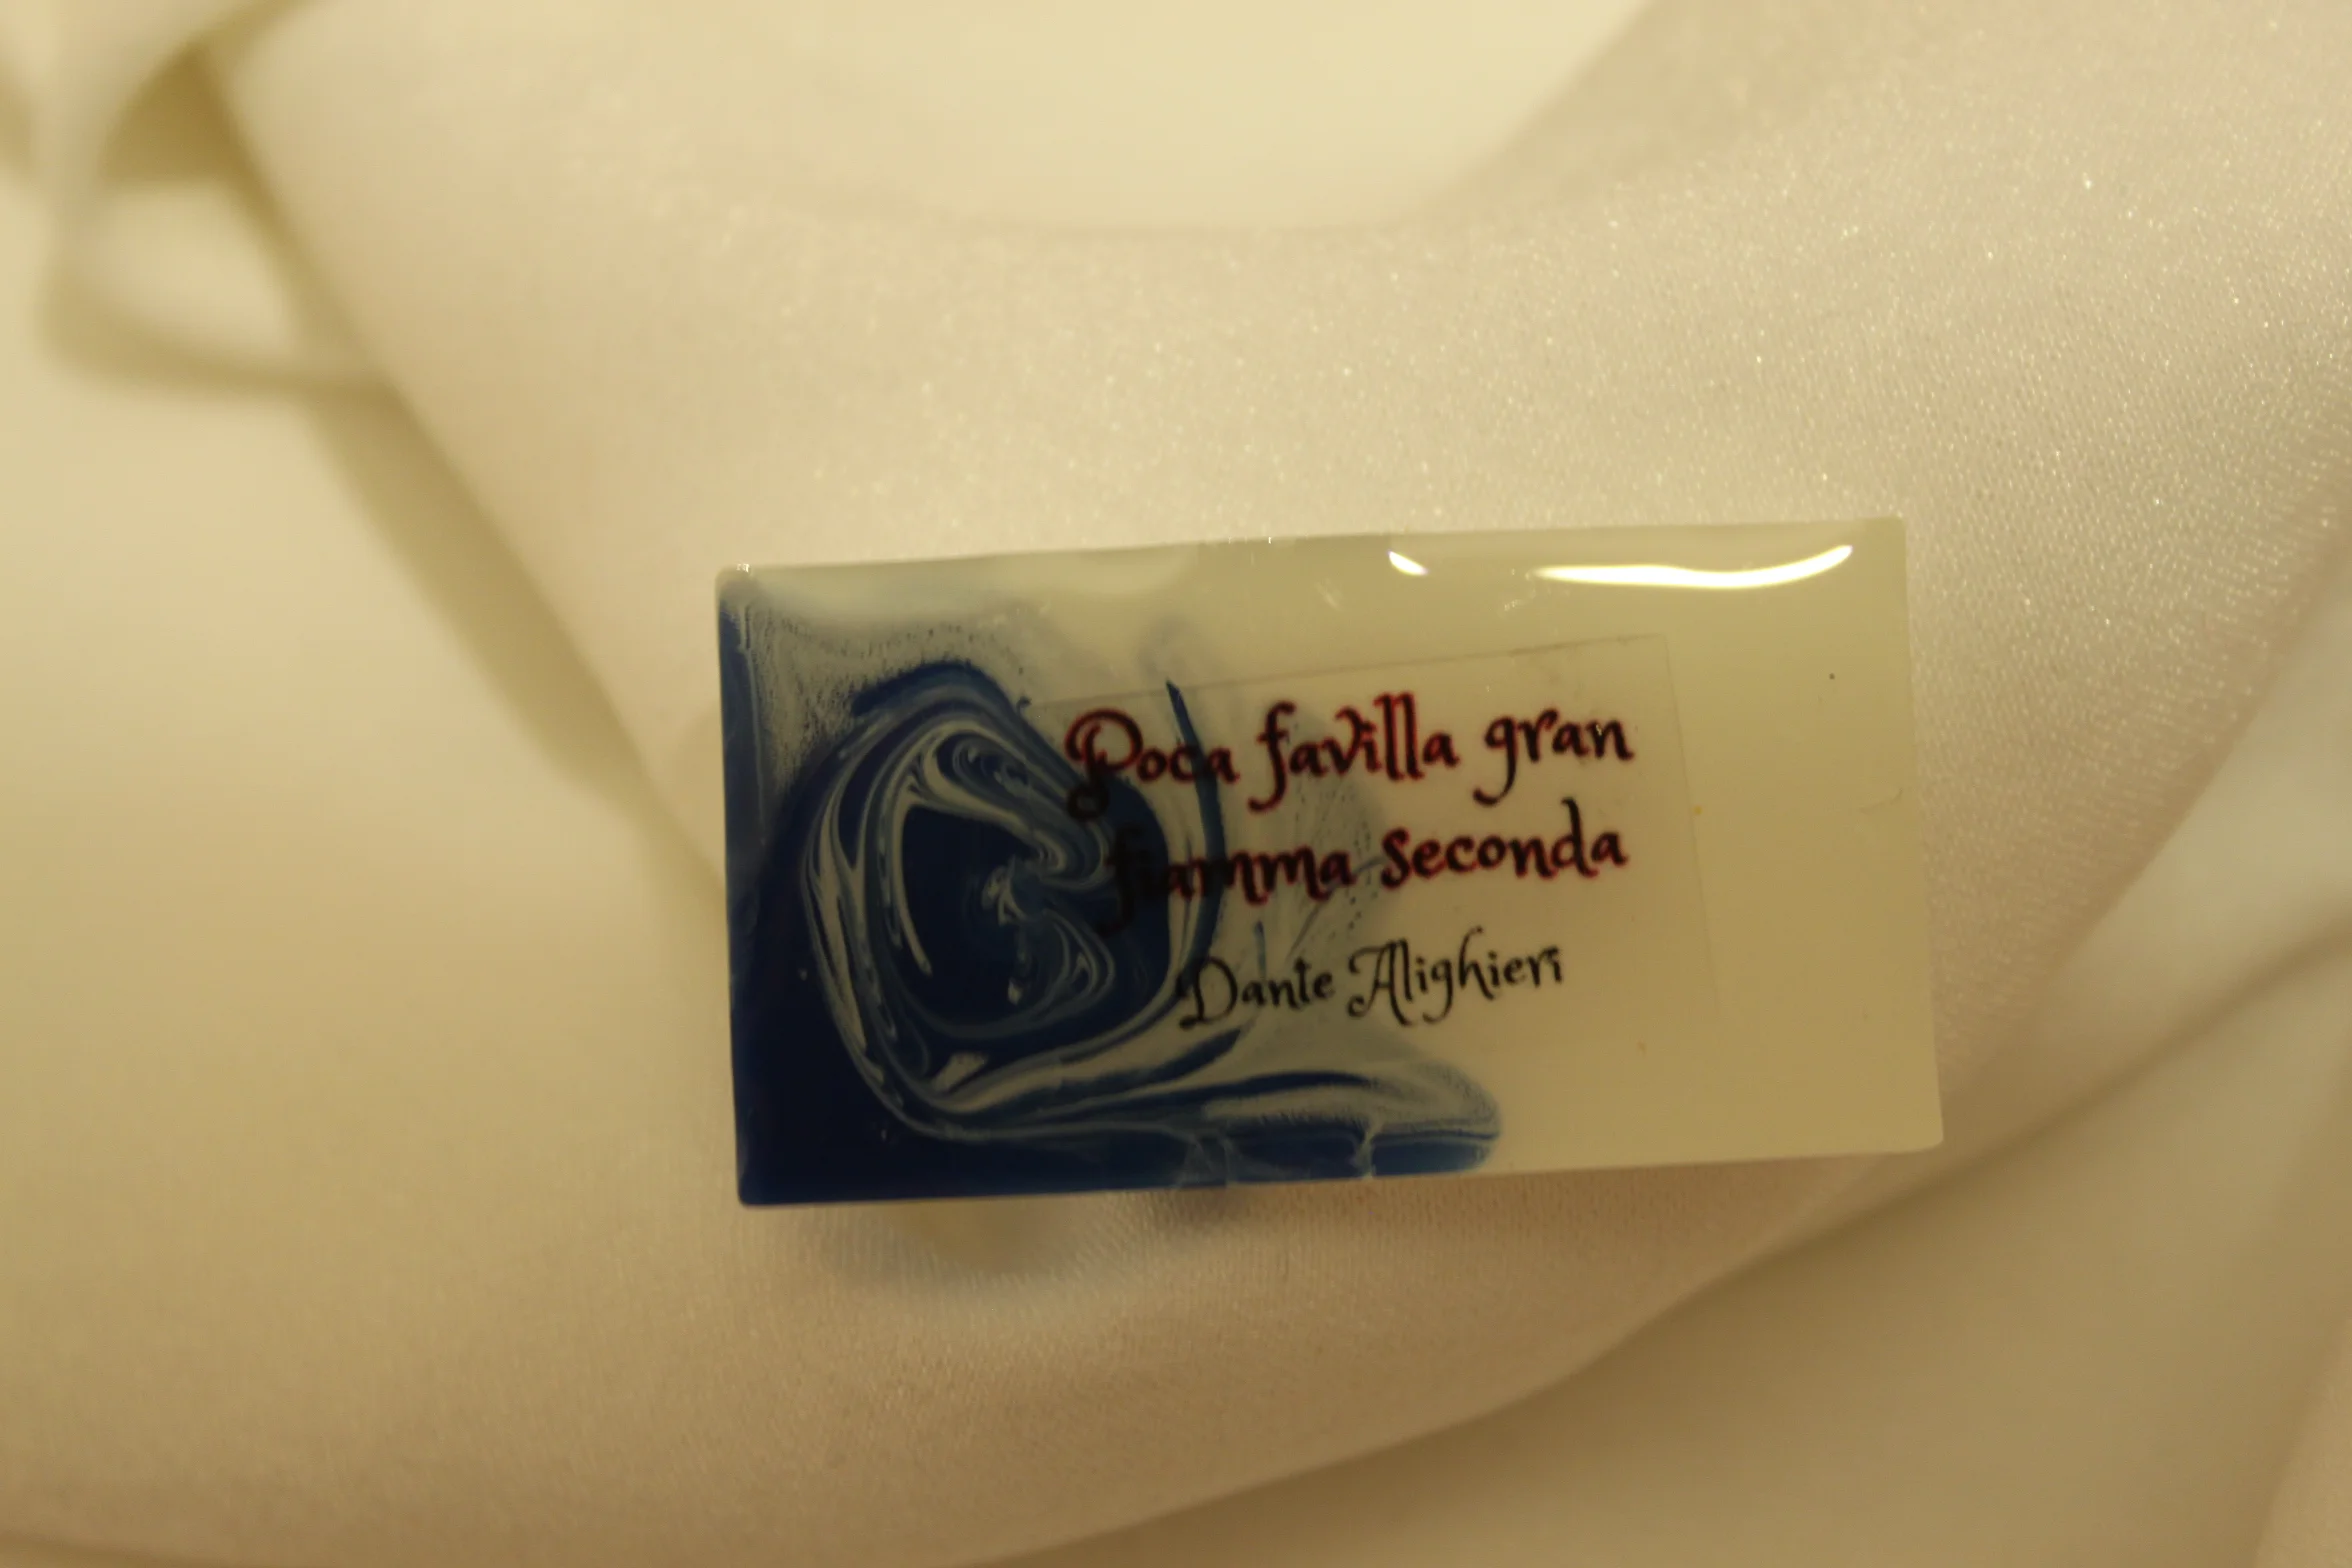 Poca favilla gran
fiamma seconda
Dante Alighieri